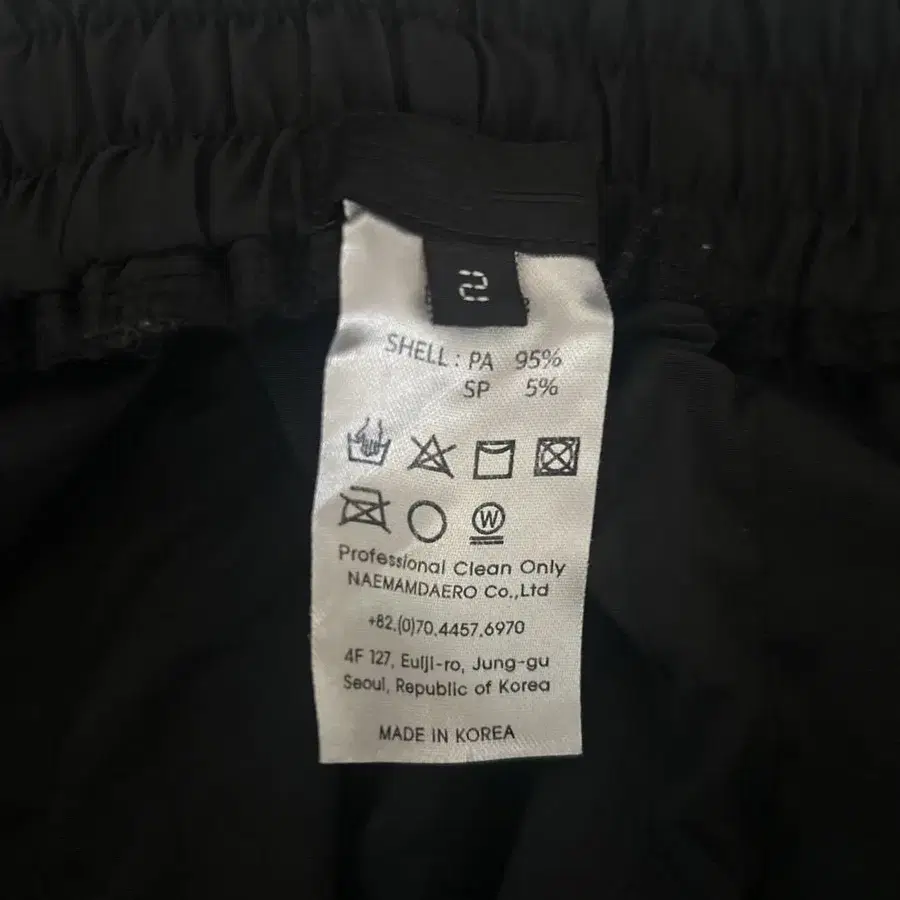 2
SHELL : PA 95%
SP 5%
W
Professional Clean Only
NAEMAMDAERO Co.,Ltd
+82.(0)70.4457.6970
4F 127, EuljI-ro, Jung-gu
Seoul, Republic of Korea
MADE IN KOREA